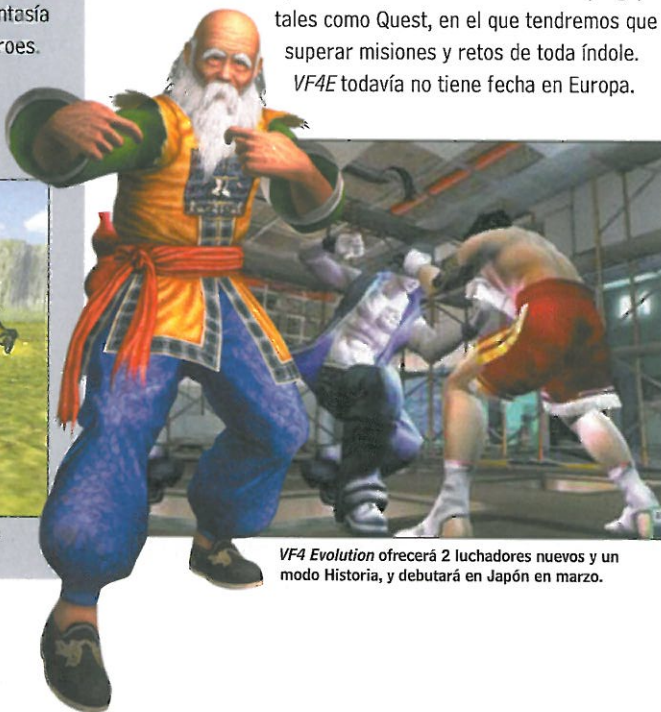 ntasía
roes.
tales como Quest, en el que tendremos que
superar misiones y retos de toda índole.
VF4E todavía no tiene fecha en Europa.
VF4 Evolution ofrecerá 2 luchadores nuevos y un
modo Historia, y debutará en Japón en marzo.